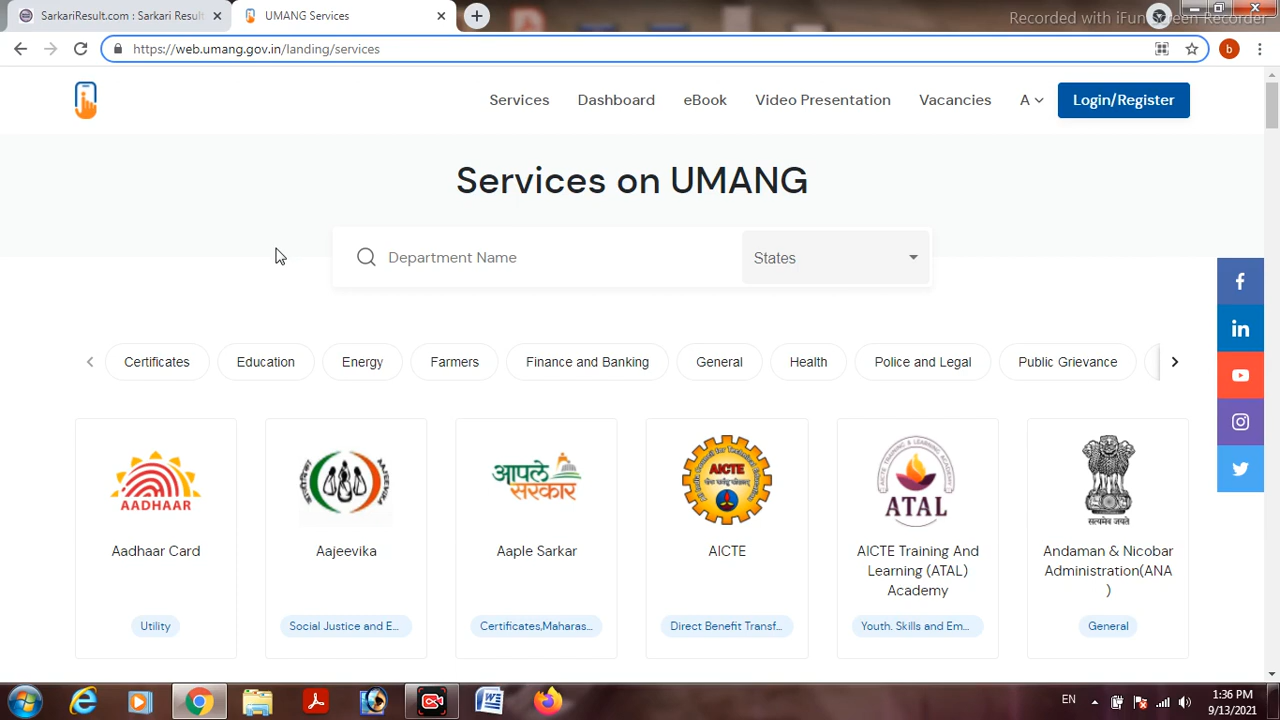 SarkariResult.com : Sarkari Result
UMANG Services
Recorded with iFun Screen Recorder
https://web.umang.gov.in/landing/services
b
Services Dashboard eBook Video Presentation Vacancies A Login/Register
Services on UMANG
Department Name States
Certificates Education Energy Farmers Finance and Banking General Health Police and Legal Public Grievance
AADHAAR
आपले
सरकार
AICTE
ATAL
सत्यमेव जयते
Aadhaar Card
Aajeevika
Aaple Sarkar
AICTE
AICTE Training And
Learning (ATAL)
Academy
Andaman & Nicobar
Administration(ANA
)
Utility
Social Justice and E...
Certificates,Maharas...
Direct Benefit Transf...
Youth. Skills and Em...
General
EN
1:36 PM
9/13/2021